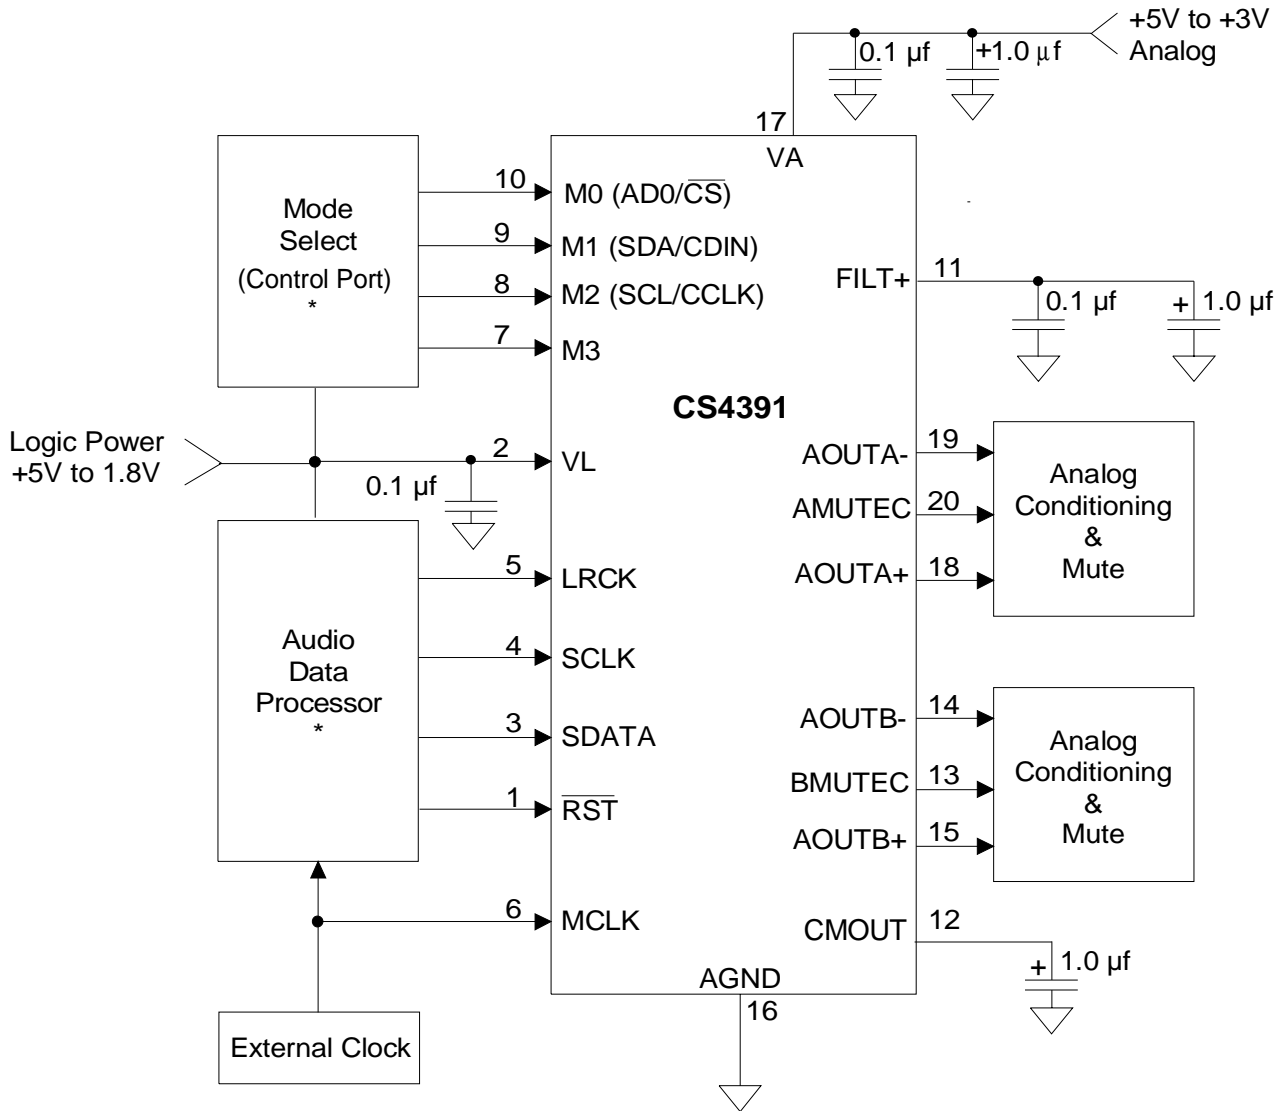 +5V to +3V
Analog
0.1 µf
+1.0 µf
17
VA
Mode
Select
(Control Port)
*
10
M0 (AD0/C̅S̅)
9
M1 (SDA/CDIN)
8
M2 (SCL/CCLK)
7
M3
FILT+
11
0.1 µf
+ 1.0 µf
CS4391
Logic Power
+5V to 1.8V
2
VL
0.1 µf
AOUTA-
19
AMUTEC
20
AOUTA+
18
Analog
Conditioning
&
Mute
Audio
Data
Processor
*
5
LRCK
4
SCLK
3
SDATA
1
R̅S̅T̅
6
MCLK
AOUTB-
14
BMUTEC
13
AOUTB+
15
Analog
Conditioning
&
Mute
CMOUT
12
+ 1.0 µf
AGND
16
External Clock